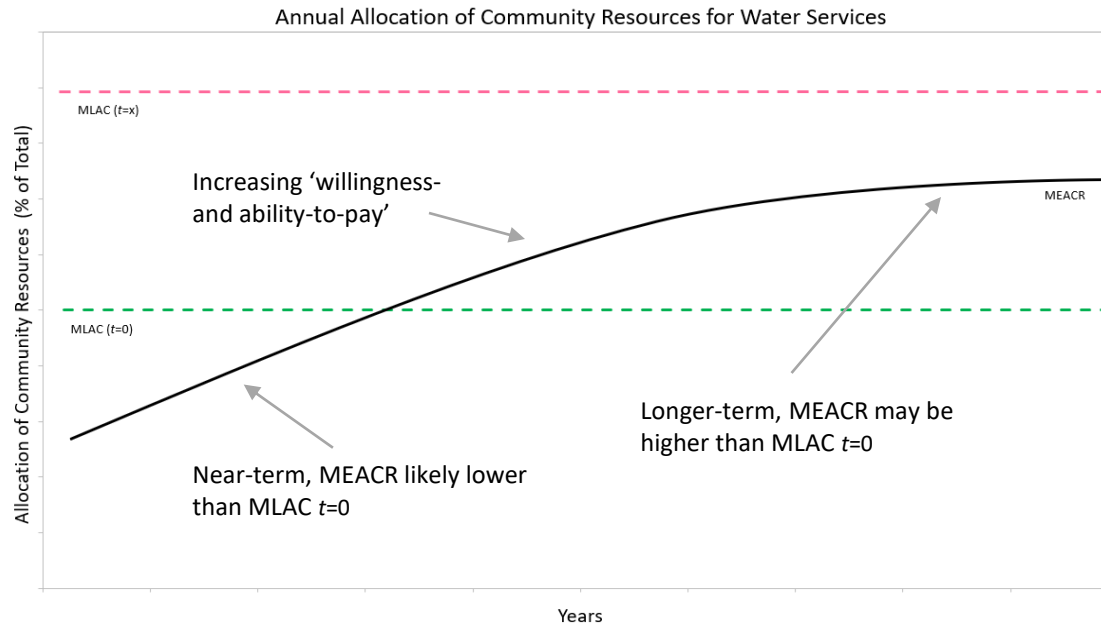 Annual Allocation of Community Resources for Water Services
MLAC (t=x)
Increasing ‘willingness-
and ability-to-pay’
MEACR
MLAC (t=0)
Longer-term, MEACR may be
higher than MLAC t=0
Near-term, MEACR likely lower
than MLAC t=0
Allocation of Community Resources (% of Total)
Years